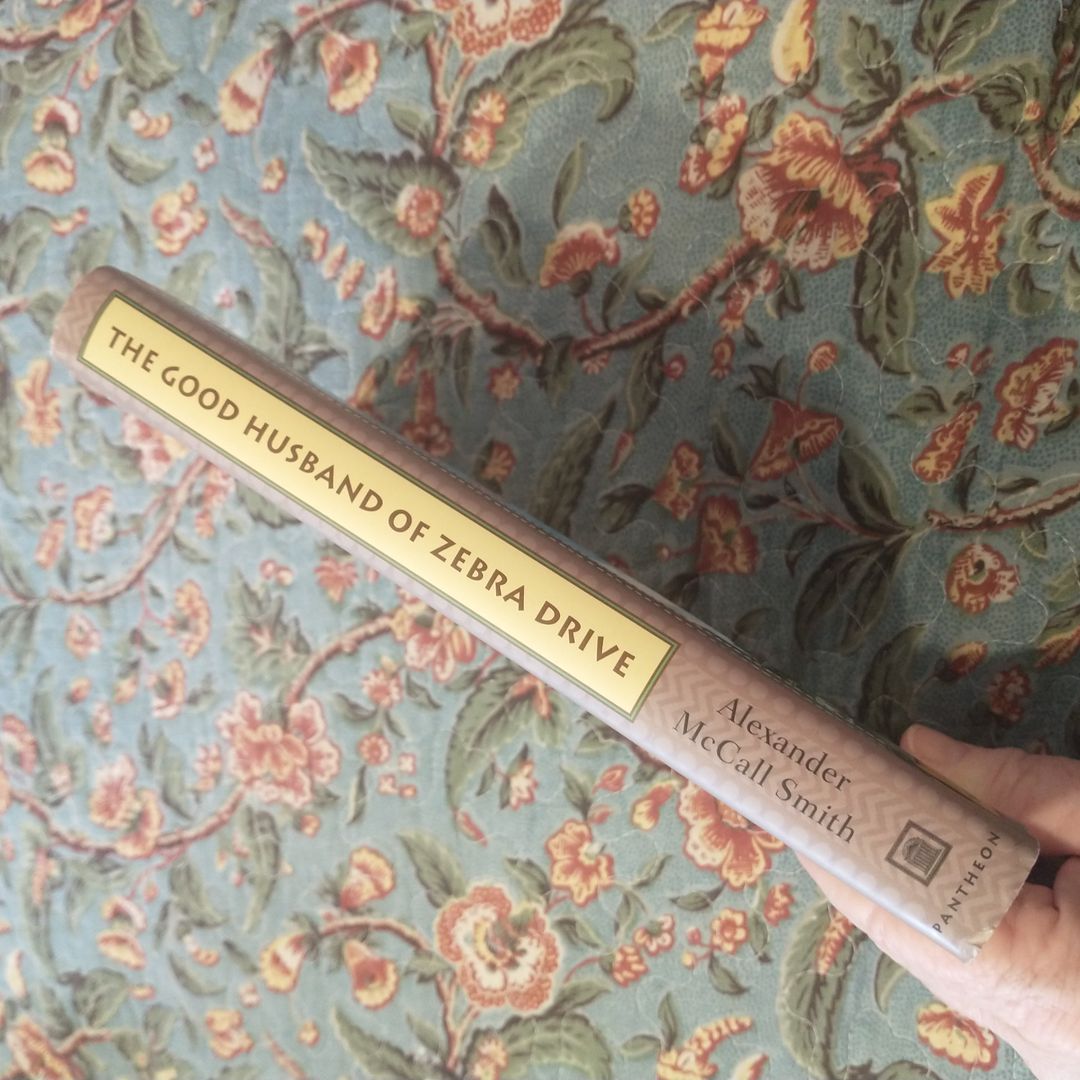 THE GOOD HUSBAND OF ZEBRA DRIVE
Alexander
McCall Smith
PANTHEON